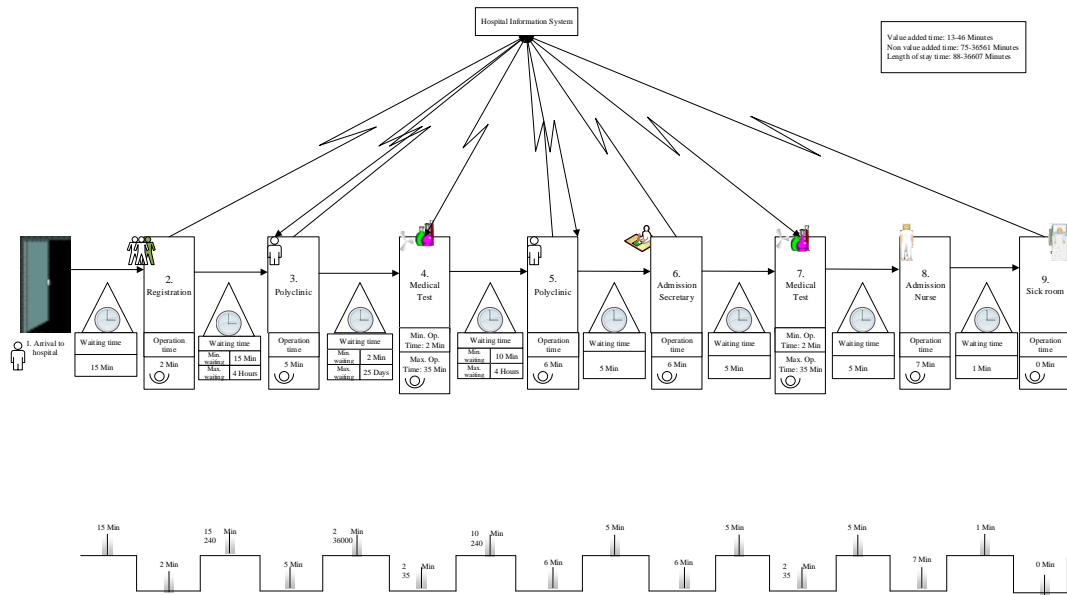 Hospital Information System
Value added time: 13-46 Minutes
Non value added time: 75-36561 Minutes
Length of stay time: 88-36607 Minutes
1. Arrival to
hospital
Waiting time
15 Min
2.
Registration
Operation
time
2 Min
Waiting time
Min.
waiting
15 Min
Max.
waiting
4 Hours
3.
Polyclinic
Operation
time
5 Min
Waiting time
Min.
waiting
2 Min
Max.
waiting
25 Days
4.
Medical
Test
Min. Op.
Time: 2 Min
Max. Op.
Time: 35 Min
Waiting time
Min.
waiting
10 Min
Max.
waiting
4 Hours
5.
Polyclinic
Operation
time
6 Min
Waiting time
5 Min
6.
Admission
Secretary
Operation
time
6 Min
Waiting time
5 Min
7.
Medical
Test
Min. Op.
Time: 2 Min
Max. Op.
Time: 35 Min
Waiting time
5 Min
8.
Admission
Nurse
Operation
time
7 Min
Waiting time
1 Min
9.
Sick room
Operation
time
0 Min
15 Min
2 Min
15 Min
240
5 Min
2 Min
36000
2 Min
35
10 Min
240
6 Min
5 Min
6 Min
5 Min
2 Min
35
5 Min
7 Min
1 Min
0 Min